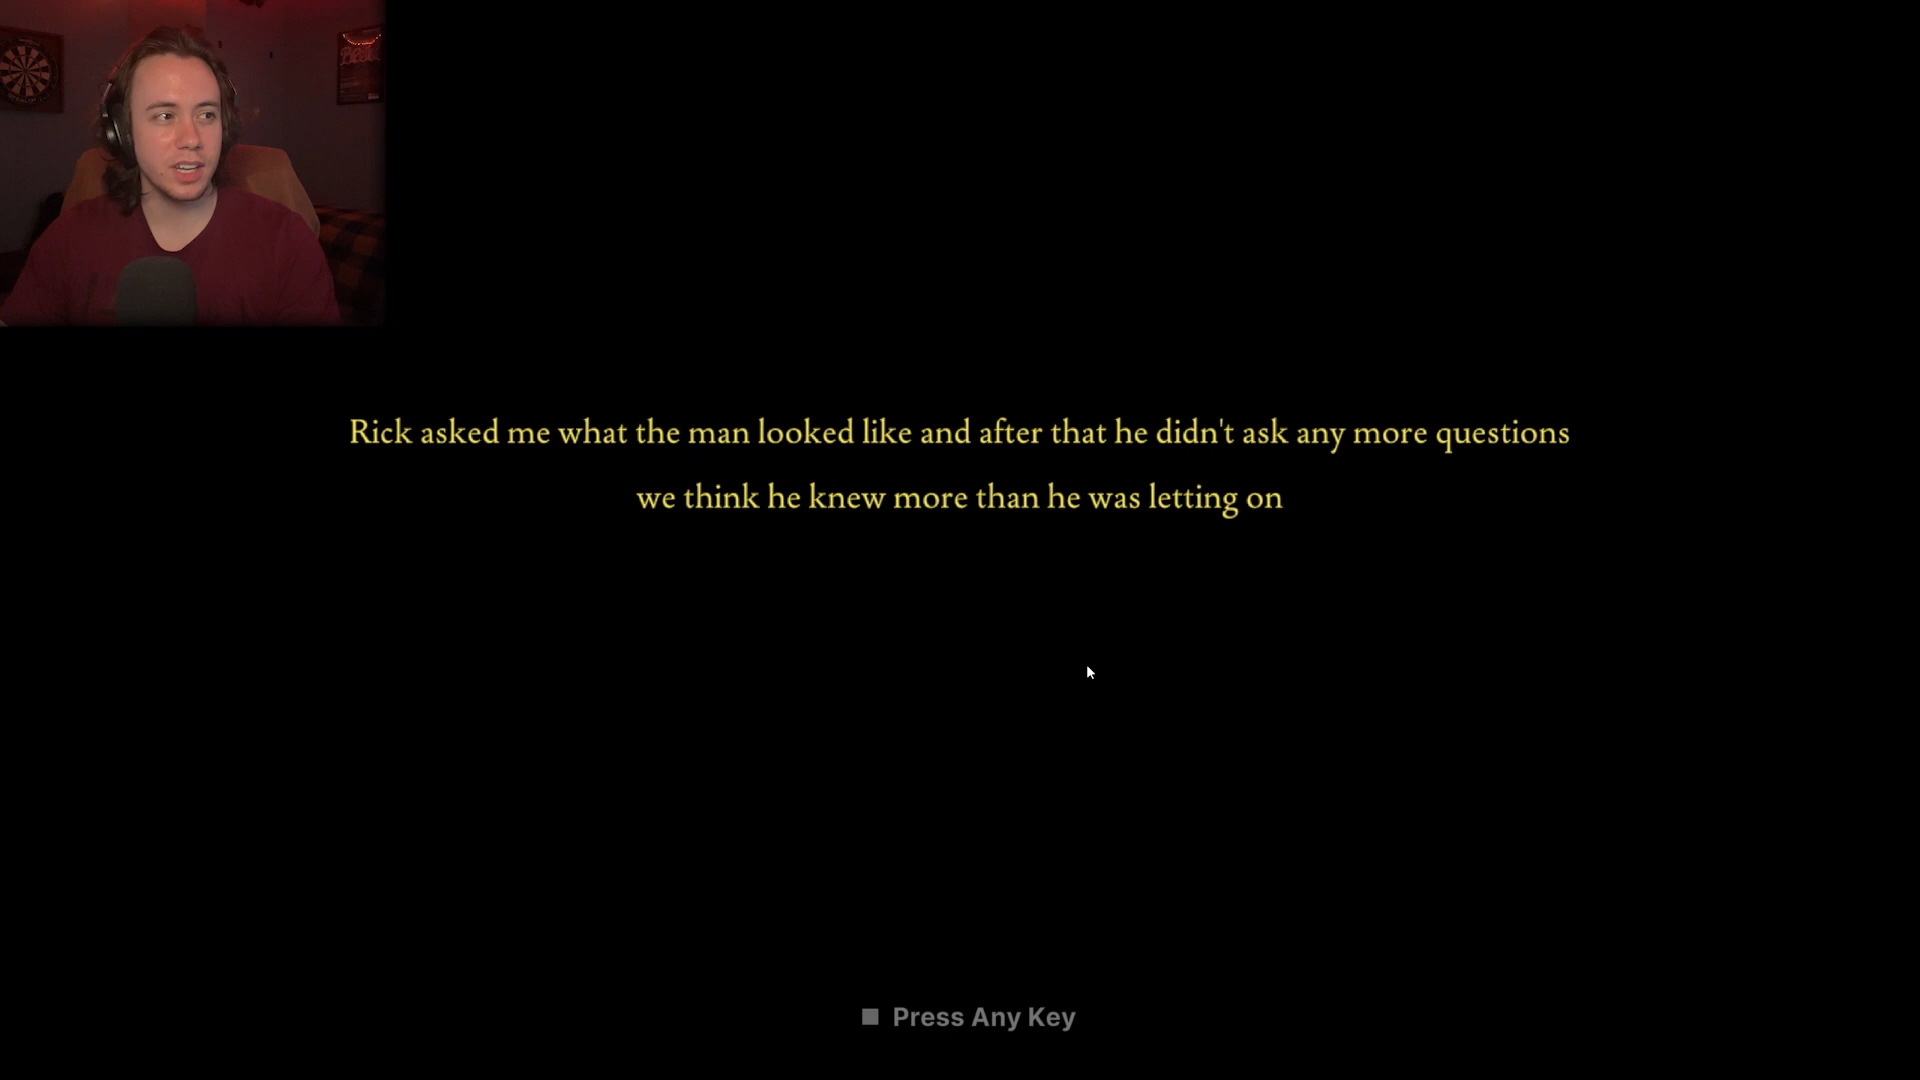 Rick asked me what the man looked like and after that he didn't ask any more questions
we think he knew more than he was letting on
Press Any Key